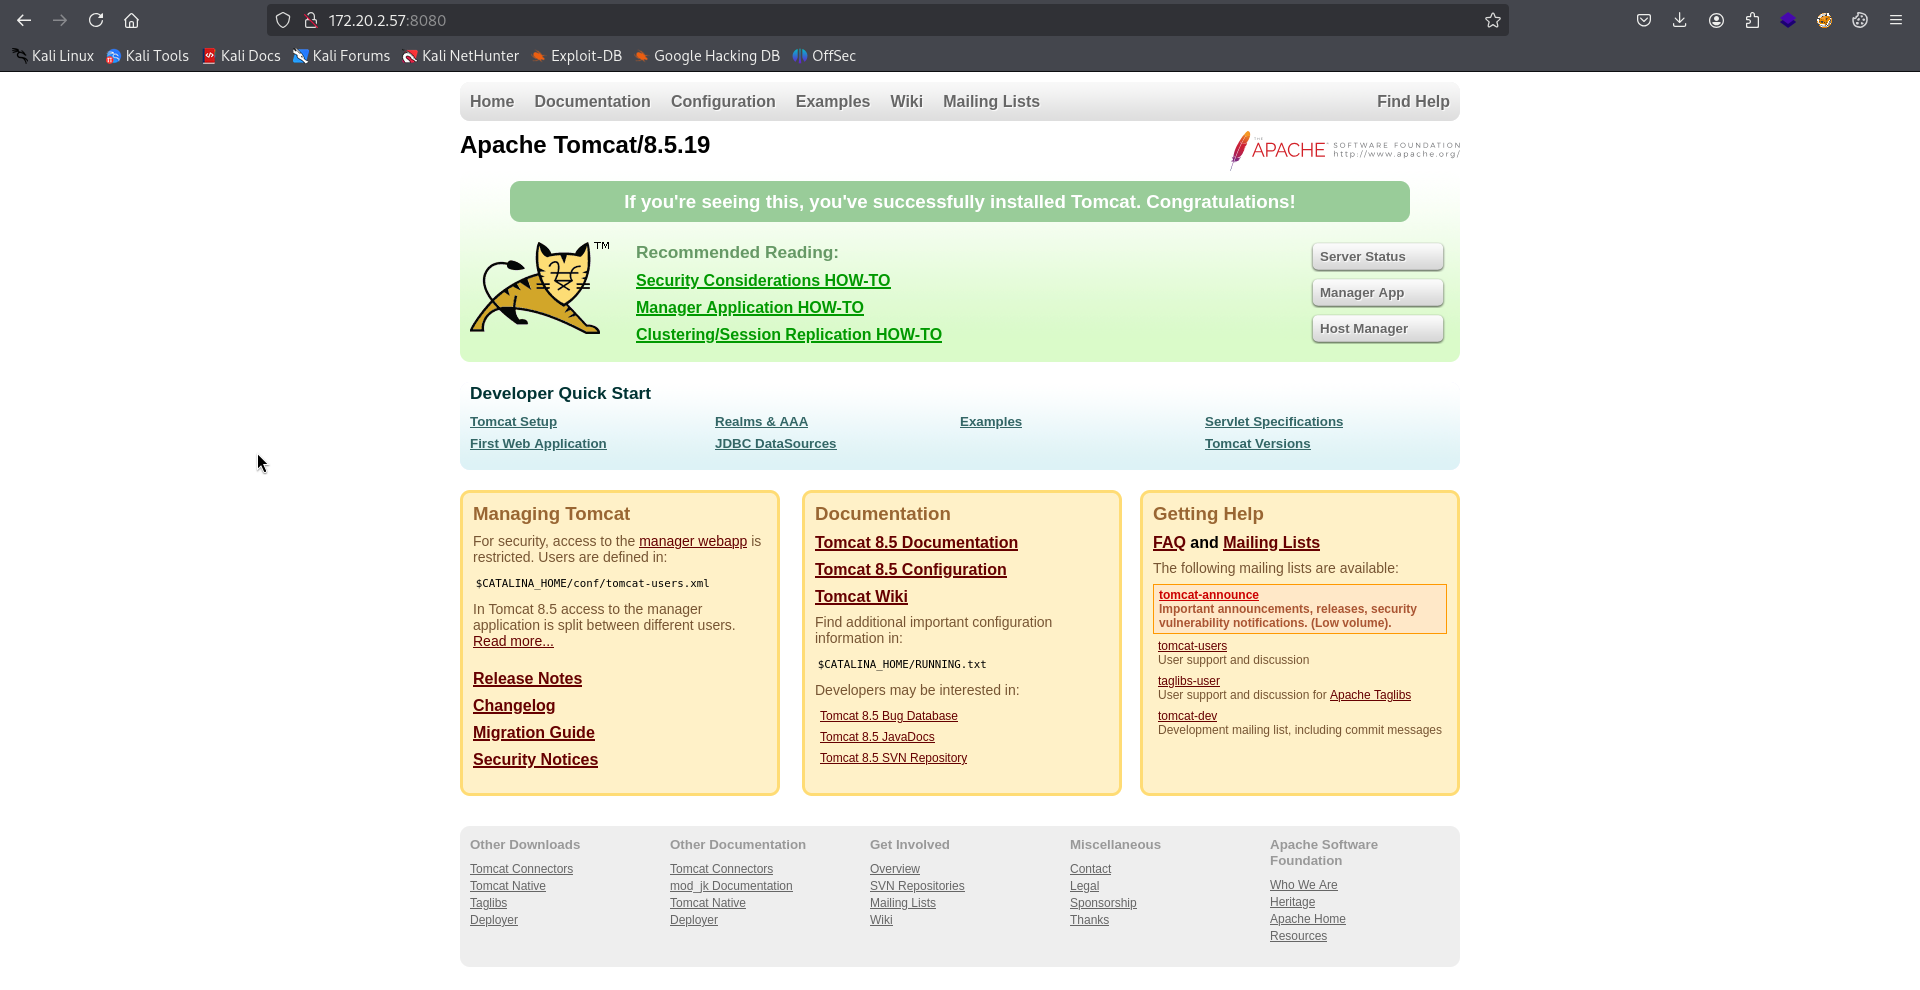 172.20.2.57:8080
Kali Linux Kali Tools Kali Docs Kali Forums Kali NetHunter Exploit-DB Google Hacking DB OffSec
Home Documentation Configuration Examples Wiki Mailing Lists Find Help
Apache Tomcat/8.5.19
THE APACHE SOFTWARE FOUNDATION
http://www.apache.org/
If you're seeing this, you've successfully installed Tomcat. Congratulations!
TM
Recommended Reading:
Security Considerations HOW-TO
Manager Application HOW-TO
Clustering/Session Replication HOW-TO
Server Status
Manager App
Host Manager
Developer Quick Start
Tomcat Setup
First Web Application
Realms & AAA
JDBC DataSources
Examples
Servlet Specifications
Tomcat Versions
Managing Tomcat
For security, access to the manager webapp is
restricted. Users are defined in:
$CATALINA_HOME/conf/tomcat-users.xml
In Tomcat 8.5 access to the manager
application is split between different users.
Read more...
Release Notes
Changelog
Migration Guide
Security Notices
Documentation
Tomcat 8.5 Documentation
Tomcat 8.5 Configuration
Tomcat Wiki
Find additional important configuration
information in:
$CATALINA_HOME/RUNNING.txt
Developers may be interested in:
Tomcat 8.5 Bug Database
Tomcat 8.5 JavaDocs
Tomcat 8.5 SVN Repository
Getting Help
FAQ and Mailing Lists
The following mailing lists are available:
tomcat-announce
Important announcements, releases, security
vulnerability notifications. (Low volume).
tomcat-users
User support and discussion
taglibs-user
User support and discussion for Apache Taglibs
tomcat-dev
Development mailing list, including commit messages
Other Downloads
Tomcat Connectors
Tomcat Native
Taglibs
Deployer
Other Documentation
Tomcat Connectors
mod_jk Documentation
Tomcat Native
Deployer
Get Involved
Overview
SVN Repositories
Mailing Lists
Wiki
Miscellaneous
Contact
Legal
Sponsorship
Thanks
Apache Software
Foundation
Who We Are
Heritage
Apache Home
Resources